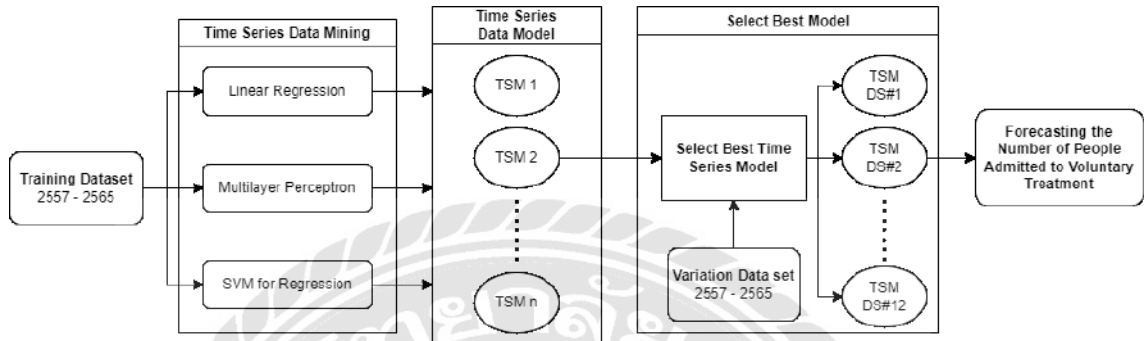 Time Series Data Mining
Time Series
Data Model
Select Best Model
Linear Regression
TSM 1
TSM
DS#1
Training Dataset
2557 - 2565
Multilayer Perceptron
TSM 2
Select Best Time
Series Model
TSM
DS#2
Forecasting the
Number of People
Admitted to Voluntary
Treatment
SVM for Regression
TSM n
Variation Data set
2557 - 2565
TSM
DS#12